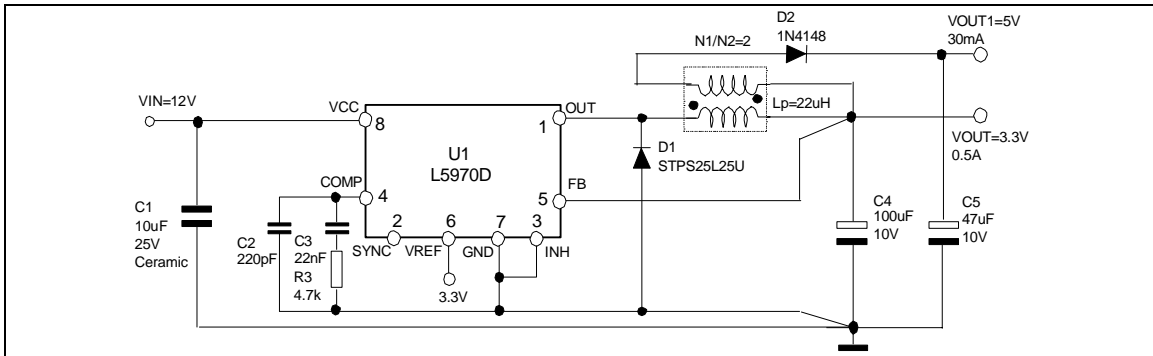 D2
1N4148
VOUT1=5V
30mA
N1/N2=2
VIN=12V
VCC
OUT
Lp=22uH
8
1
U1
L5970D
D1
STPS25L25U
VOUT=3.3V
0.5A
COMP
4
FB
5
C1
10uF
25V
Ceramic
C2
220pF
C3
22nF
R3
4.7k
2
6
7
3
SYNC
VREF
GND
INH
3.3V
C4
100uF
10V
C5
47uF
10V